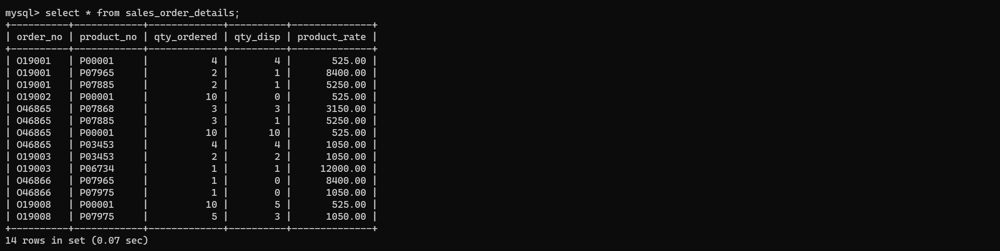 mysql> select * from sales_order_details;
+----------+------------+-------------+----------+--------------+
| order_no | product_no | qty_ordered | qty_disp | product_rate |
+----------+------------+-------------+----------+--------------+
| O19001   | P00001     |           4 |        4 |       525.00 |
| O19001   | P07965     |           2 |        1 |      8400.00 |
| O19001   | P07885     |           2 |        1 |      5250.00 |
| O19002   | P00001     |          10 |        0 |       525.00 |
| O46865   | P07868     |           3 |        3 |      3150.00 |
| O46865   | P07885     |           3 |        1 |      5250.00 |
| O46865   | P00001     |          10 |       10 |       525.00 |
| O46865   | P03453     |           4 |        4 |      1050.00 |
| O19003   | P03453     |           2 |        2 |      1050.00 |
| O19003   | P06734     |           1 |        1 |     12000.00 |
| O46866   | P07965     |           1 |        0 |      8400.00 |
| O46866   | P07975     |           1 |        0 |      1050.00 |
| O19008   | P00001     |          10 |        5 |       525.00 |
| O19008   | P07975     |           5 |        3 |      1050.00 |
+----------+------------+-------------+----------+--------------+
14 rows in set (0.07 sec)